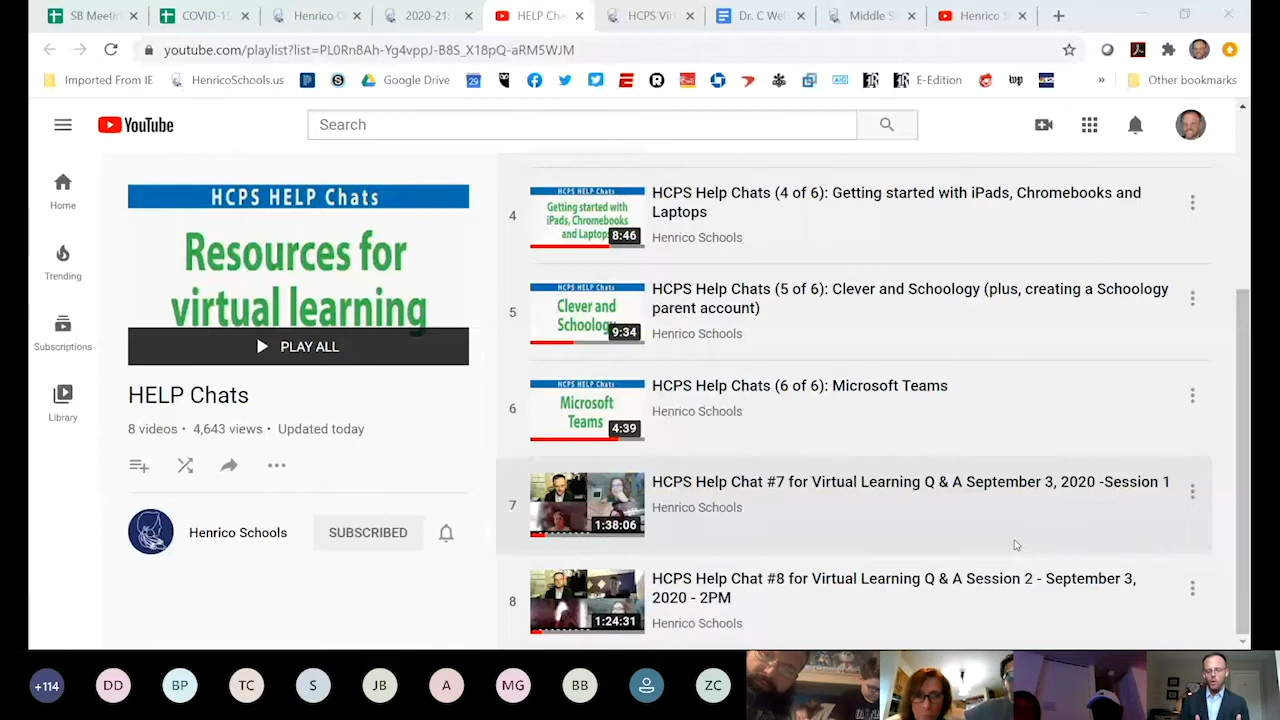 SB Meetin
COVID-15
Henrico C
2020-21:
HELP Cha
HCPS Virt
Dr. C Well
Middle S
Henrico S
youtube.com/playlist?list=PL0Rn8Ah-Yg4vppJ-B8S_X18pQ-aRM5WJM
Imported From IE
HenricoSchools.us
Google Drive
E-Edition
Other bookmarks
YouTube
Search
Home
Trending
Subscriptions
Library
HCPS HELP Chats
Resources for
virtual learning
PLAY ALL
HELP Chats
8 videos • 4,643 views • Updated today
Henrico Schools
SUBSCRIBED
4
HCPS Help Chats
Getting started with
iPads, Chromebooks
and Laptops
8:46
HCPS Help Chats (4 of 6): Getting started with iPads, Chromebooks and
Laptops
Henrico Schools
5
HCPS Help Chats
Clever and
Schoology
9:34
HCPS Help Chats (5 of 6): Clever and Schoology (plus, creating a Schoology
parent account)
Henrico Schools
6
HCPS Help Chats
Microsoft
Teams
4:39
HCPS Help Chats (6 of 6): Microsoft Teams
Henrico Schools
7
1:38:06
HCPS Help Chat #7 for Virtual Learning Q & A September 3, 2020 -Session 1
Henrico Schools
8
1:24:31
HCPS Help Chat #8 for Virtual Learning Q & A Session 2 - September 3,
2020 - 2PM
Henrico Schools
+114
DD
BP
TC
S
JB
A
MG
BB
ZC